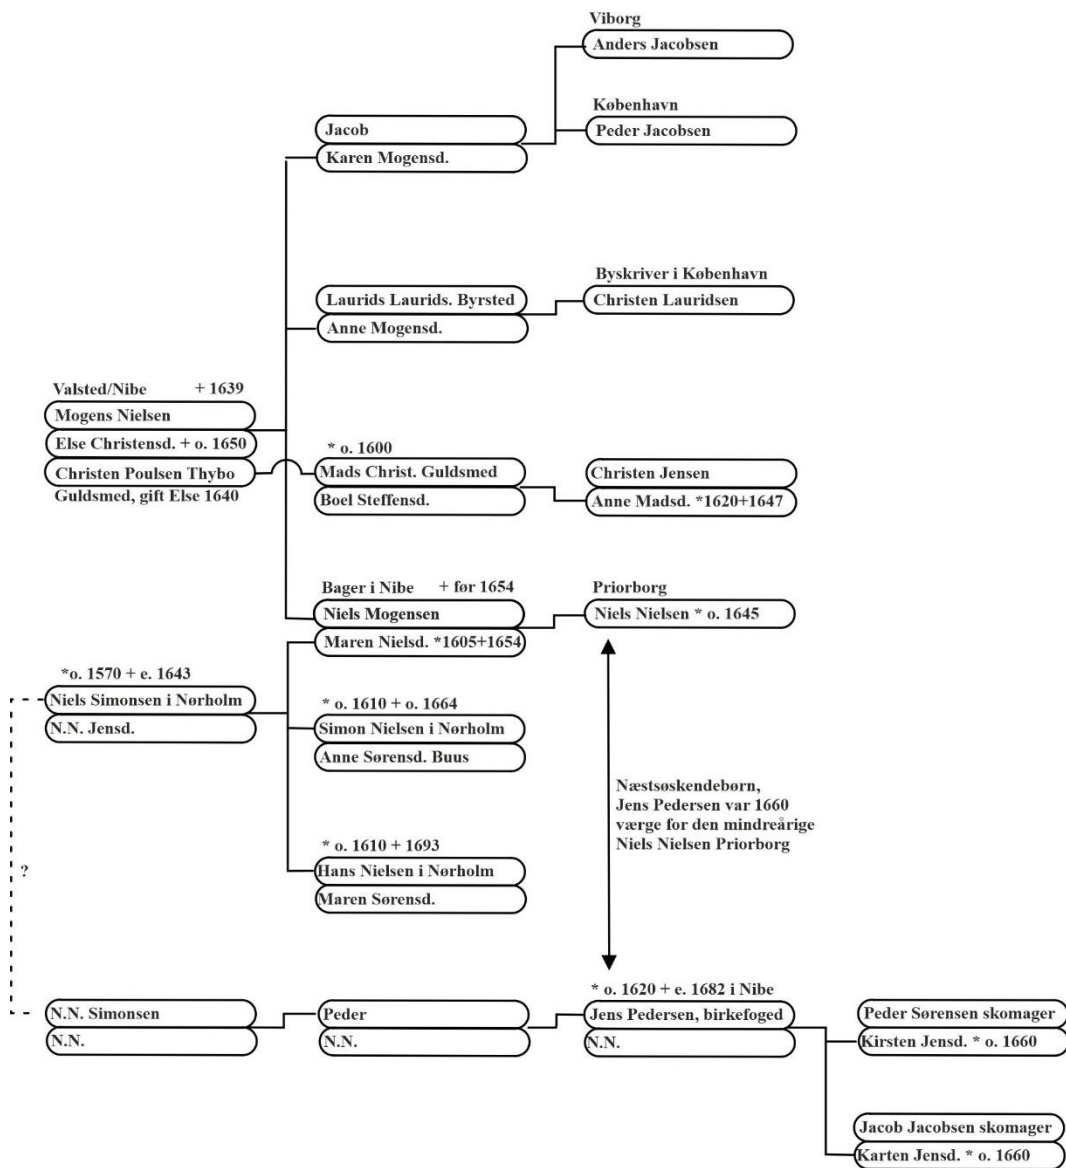 Viborg
Anders Jacobsen
København
Peder Jacobsen
Jacob
Karen Mogensd.
Byskriver i København
Christen Lauridsen
Laurids Laurids. Byrsted
Anne Mogensd.
Valsted/Nibe + 1639
Mogens Nielsen
Else Christensd. + o. 1650
Christen Poulsen Thybo
Guldsmed, gift Else 1640
* o. 1600
Mads Christ. Guldsmed
Boel Steffensd.
Christen Jensen
Anne Madsd. *1620+1647
Bager i Nibe + før 1654
Niels Mogensen
Maren Nielsd. *1605+1654
Priorborg
Niels Nielsen * o. 1645
*o. 1570 + e. 1643
Niels Simonsen i Nørholm
N.N. Jensd.
* o. 1610 + o. 1664
Simon Nielsen i Nørholm
Anne Sørensd. Buus
Næstsøskendebørn,
Jens Pedersen var 1660
værge for den mindreårige
Niels Nielsen Priorborg
* o. 1610 + 1693
Hans Nielsen i Nørholm
Maren Sørensd.
?
N.N. Simonsen
N.N.
Peder
N.N.
* o. 1620 + e. 1682 i Nibe
Jens Pedersen, birkefoged
N.N.
Peder Sørensen skomager
Kirsten Jensd. * o. 1660
Jacob Jacobsen skomager
Karten Jensd. * o. 1660